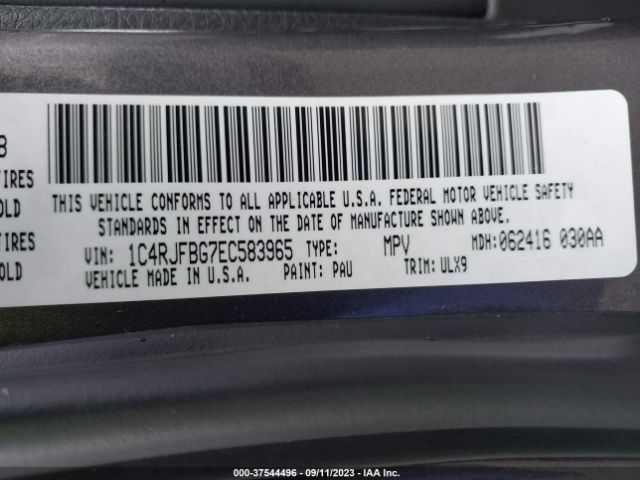 B
TIRES
OLD
IRES
OLD
THIS VEHICLE CONFORMS TO ALL APPLICABLE U.S.A. FEDERAL MOTOR VEHICLE SAFETY
STANDARDS IN EFFECT ON THE DATE OF MANUFACTURE SHOWN ABOVE.
VIN: 1C4RJFBG7EC583965 TYPE: MPV MDH:062416 030AA
VEHICLE MADE IN U.S.A. PAINT: PAU TRIM: ULX9
000-37544496 - 09/11/2023 - IAA Inc.